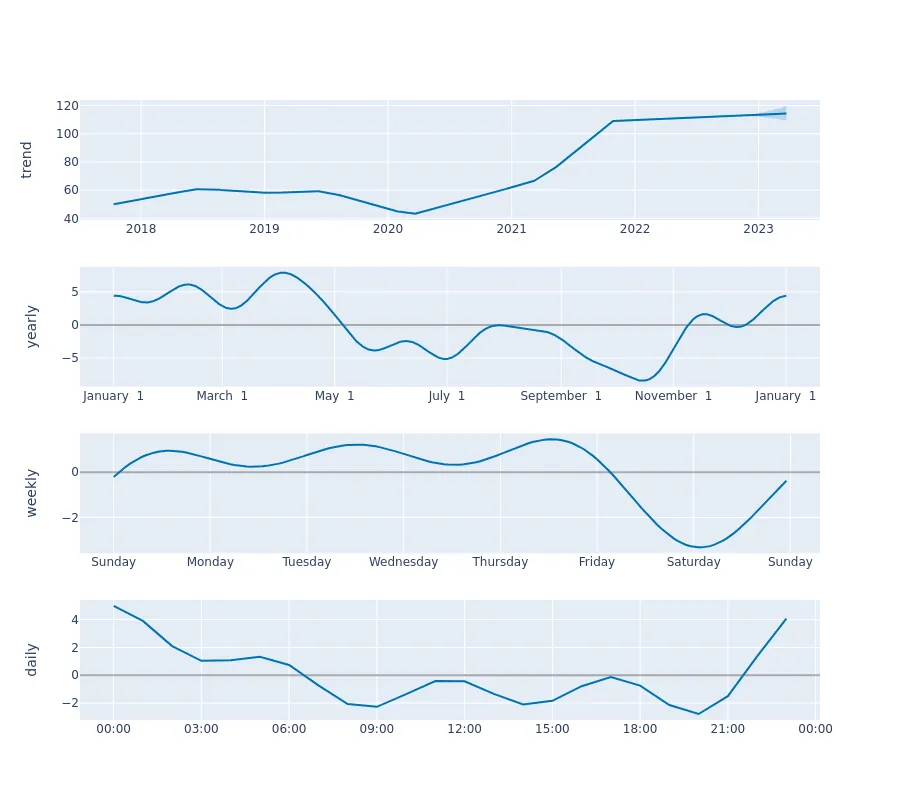 trend
120
100
80
60
40
2018 2019 2020 2021 2022 2023
yearly
5
0
−5
January 1 March 1 May 1 July 1 September 1 November 1 January 1
weekly
0
−2
Sunday Monday Tuesday Wednesday Thursday Friday Saturday Sunday
daily
4
2
0
−2
00:00 03:00 06:00 09:00 12:00 15:00 18:00 21:00 00:00